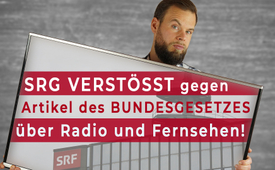 SRG VERSTÖSST gegen
Artikel des BUNDESGESETZES
über Radio und Fernsehen!
SRF